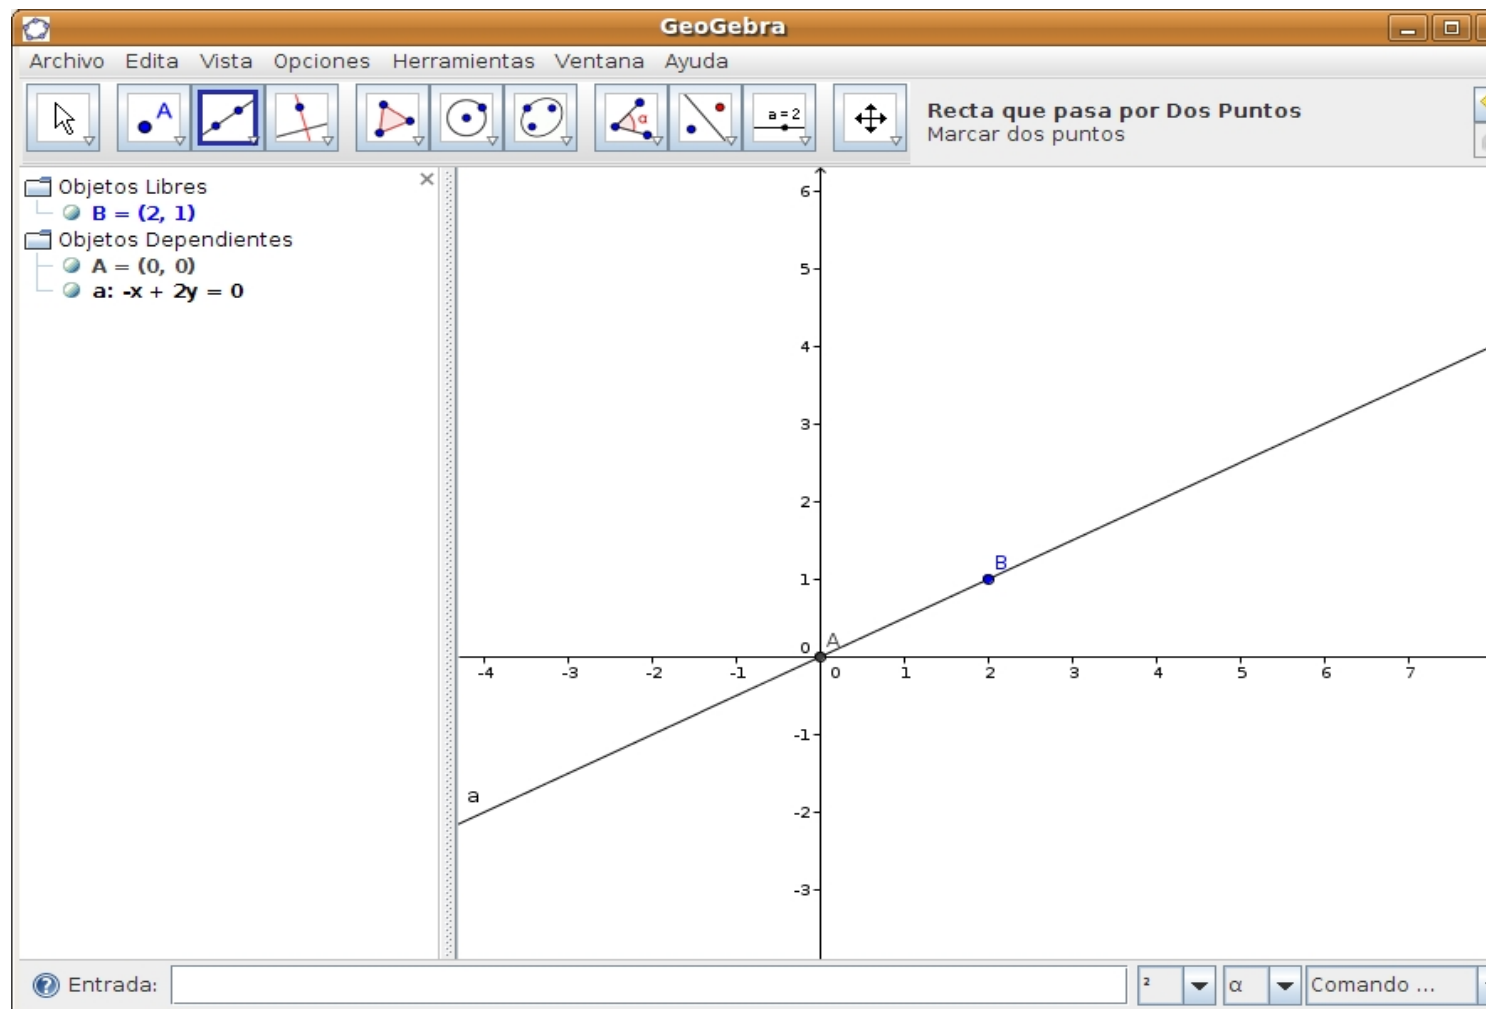 GeoGebra
Archivo Edita Vista Opciones Herramientas Ventana Ayuda
A
α
a=2
Recta que pasa por Dos Puntos
Marcar dos puntos
Objetos Libres
B = (2, 1)
Objetos Dependientes
A = (0, 0)
a: -x + 2y = 0
6
5
4
3
2
B
1
A
0
-4 -3 -2 -1 0 1 2 3 4 5 6 7
-1
a
-2
-3
Entrada: ² α Comando ...